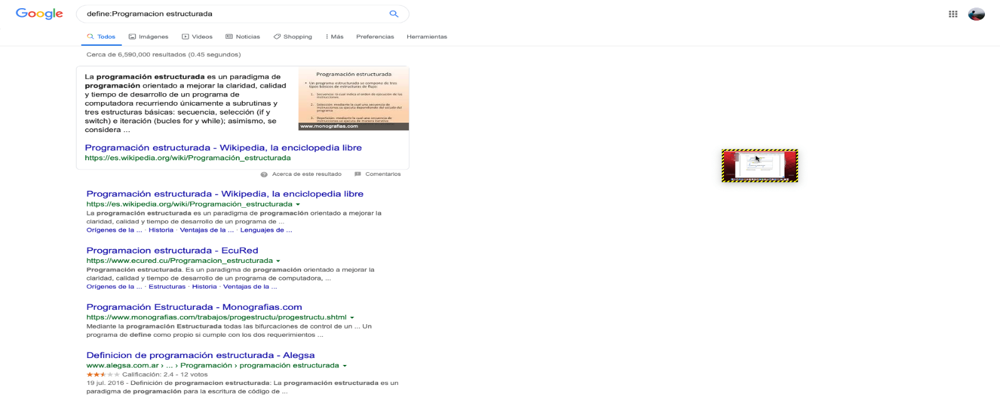 Google
define:Programacion estructurada
Todos Imágenes Videos Noticias Shopping Más Preferencias Herramientas
Cerca de 6,590,000 resultados (0.45 segundos)
La programación estructurada es un paradigma de
programación orientado a mejorar la claridad, calidad
y tiempo de desarrollo de un programa de
computadora recurriendo únicamente a subrutinas y
tres estructuras básicas: secuencia, selección (if y
switch) e iteración (bucles for y while); asimismo, se
considera ...
Programación estructurada
• Un programa estructurado se compone de tres
tipos básicos de estructuras de flujo:
1. Secuencia: la cual indica el orden de ejecución de las
instrucciones.
2. Selección: mediante la cual una secuencia de
instrucciones se ejecuta dependiendo del estado del
programa.
3. Repetición: mediante la cual una secuencia de
instrucciones se ejecuta de manera iterativa
www.monografias.com
Programación estructurada - Wikipedia, la enciclopedia libre
https://es.wikipedia.org/wiki/Programación_estructurada
Acerca de este resultado Comentarios
Programación estructurada - Wikipedia, la enciclopedia libre
https://es.wikipedia.org/wiki/Programación_estructurada
La programación estructurada es un paradigma de programación orientado a mejorar la
claridad, calidad y tiempo de desarrollo de un programa de ...
Orígenes de la ... · Historia · Ventajas de la ... · Lenguajes de ...
Programacion estructurada - EcuRed
https://www.ecured.cu/Programacion_estructurada
Programación estructurada. Es un paradigma de programación orientado a mejorar la
claridad, calidad y tiempo de desarrollo de un programa de computadora, ...
Orígenes de la ... · Estructuras · Historia · Ventajas de la ...
Programación Estructurada - Monografias.com
https://www.monografias.com/trabajos/progestructu/progestructu.shtml
Mediante la programación Estructurada todas las bifurcaciones de control de un ... Un
programa de define como propio si cumple con los dos requerimientos ...
Definicion de programación estructurada - Alegsa
www.alegsa.com.ar › ... › Programación › programación estructurada
Calificación: 2.4 - 12 votos
19 jul. 2016 - Definición de programacion estructurada: La programación estructurada es un
paradigma de programación para la escritura de código de ...